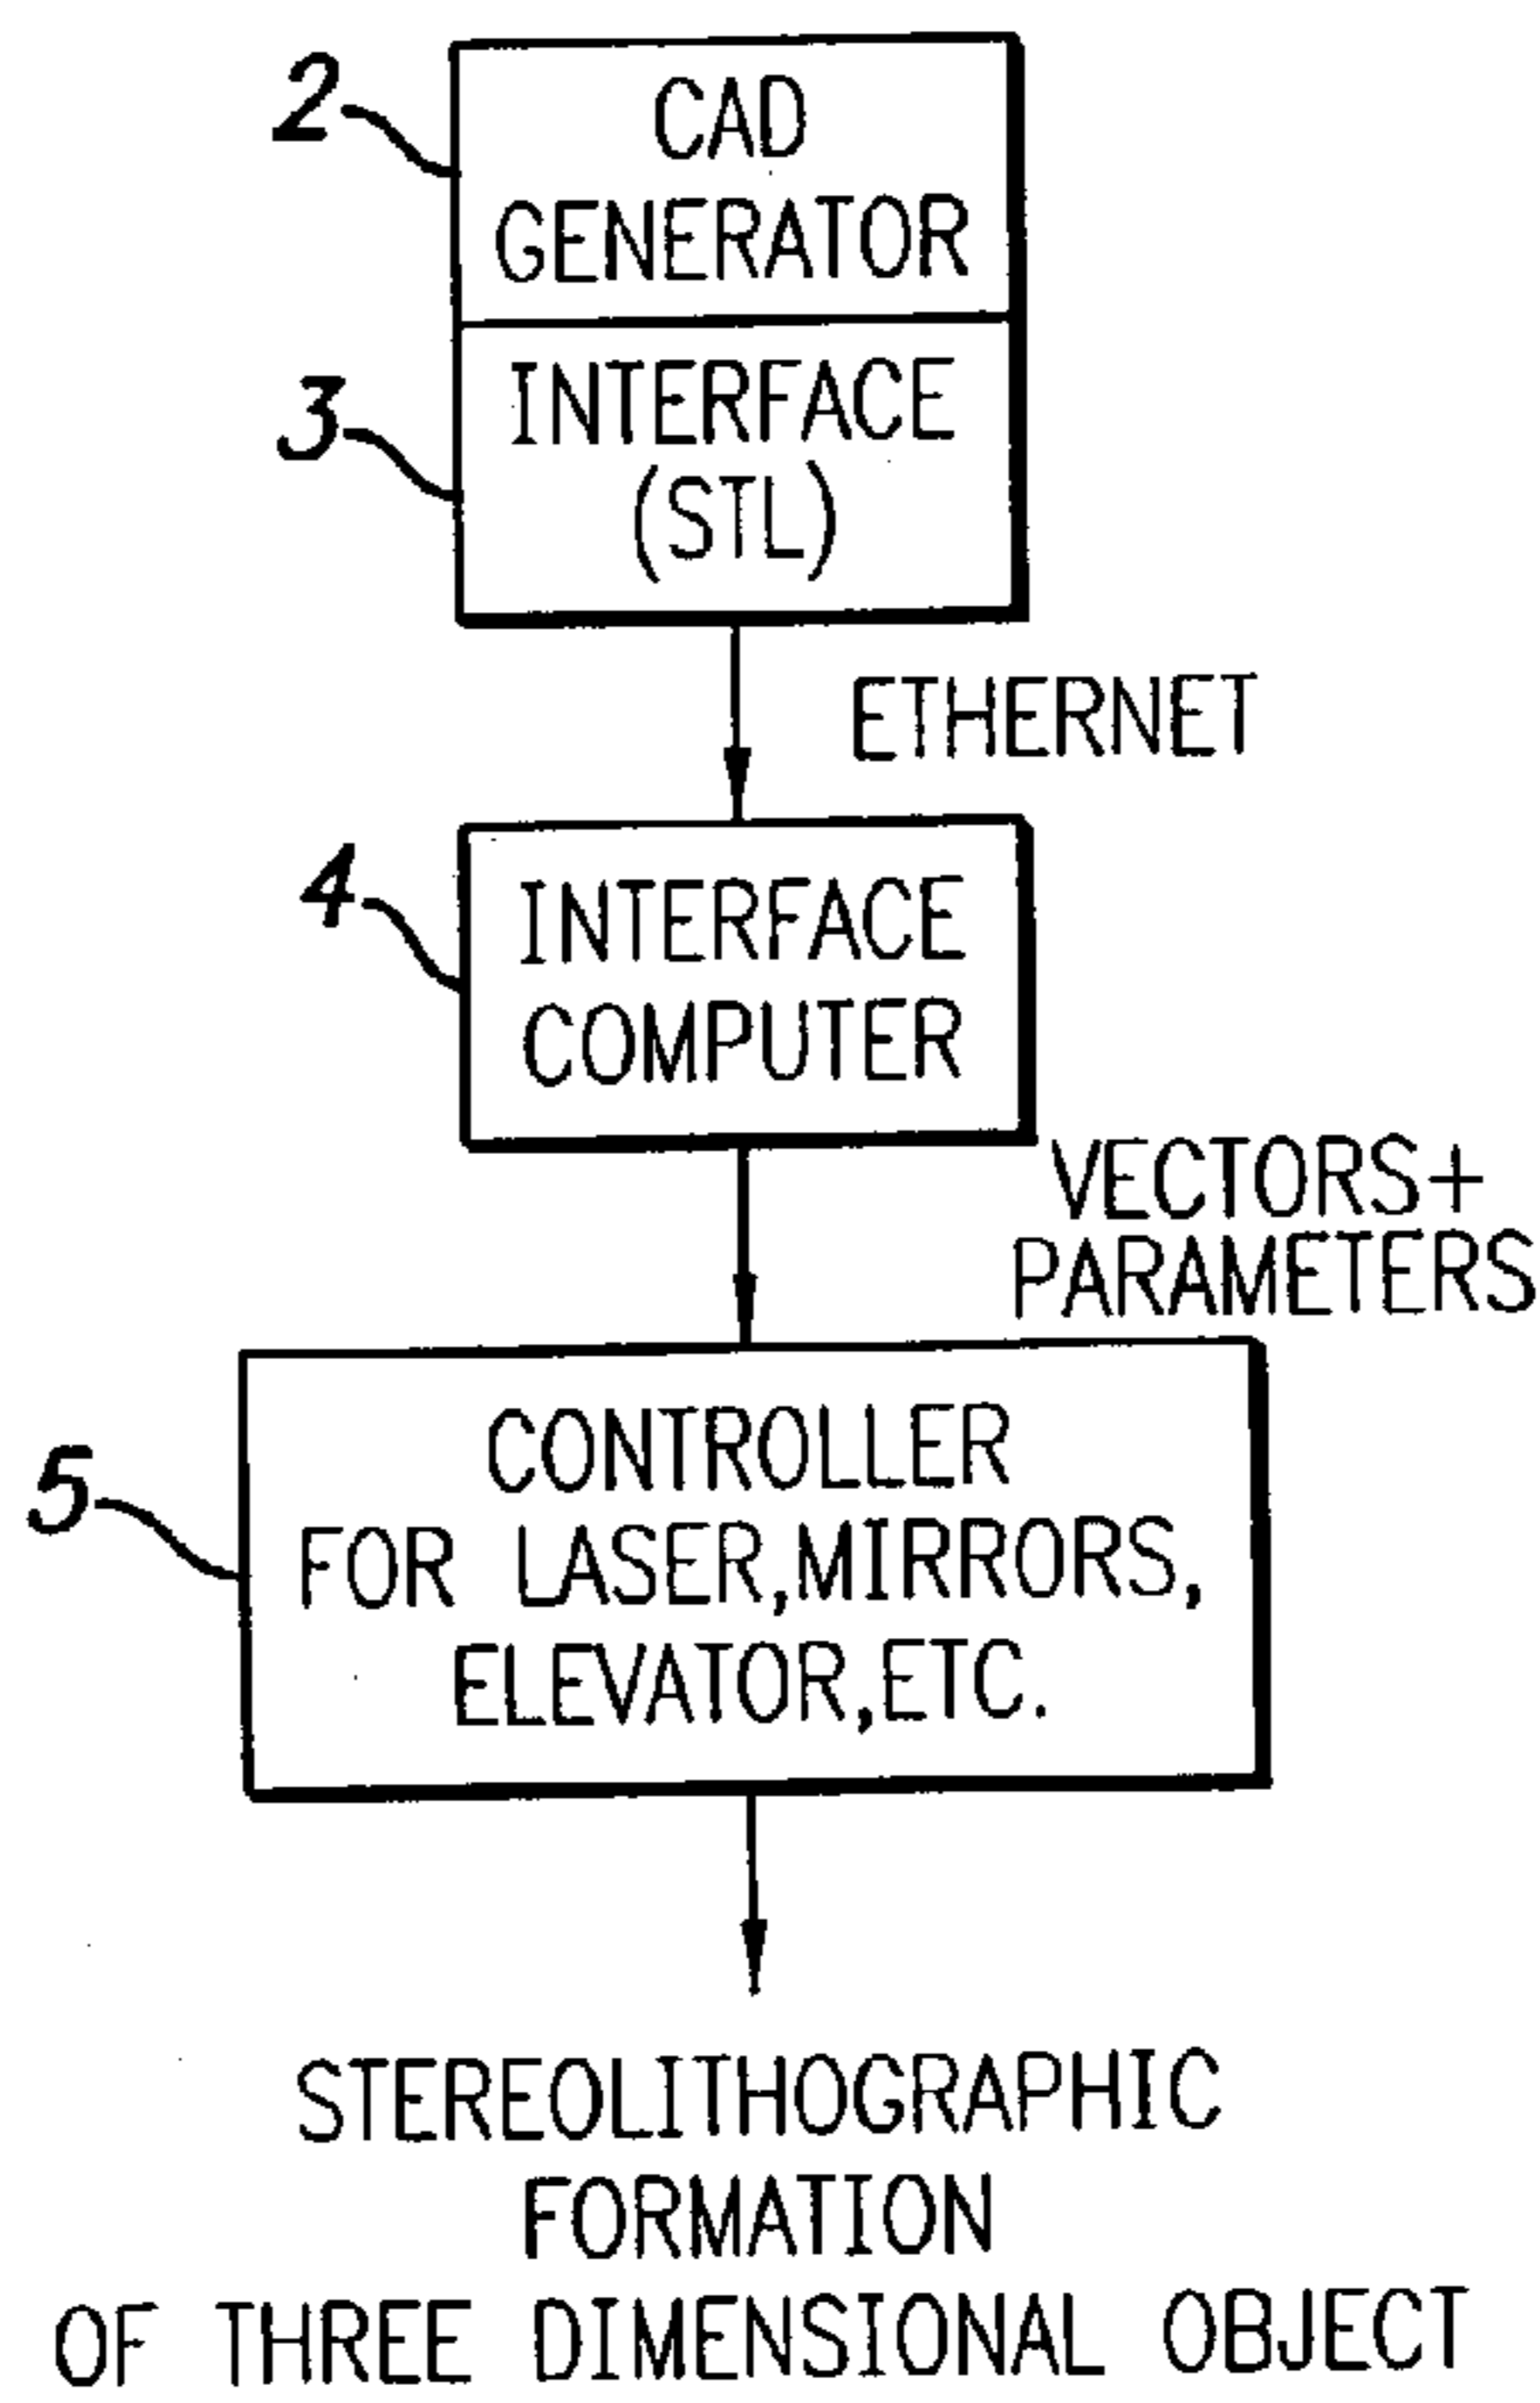 2
CAD
GENERATOR
3
INTERFACE
(STL)
ETHERNET
4
INTERFACE
COMPUTER
VECTORS+
PARAMETERS
5
CONTROLLER
FOR LASER,MIRRORS,
ELEVATOR,ETC.
STEREOLITHOGRAPHIC
FORMATION
OF THREE DIMENSIONAL OBJECT